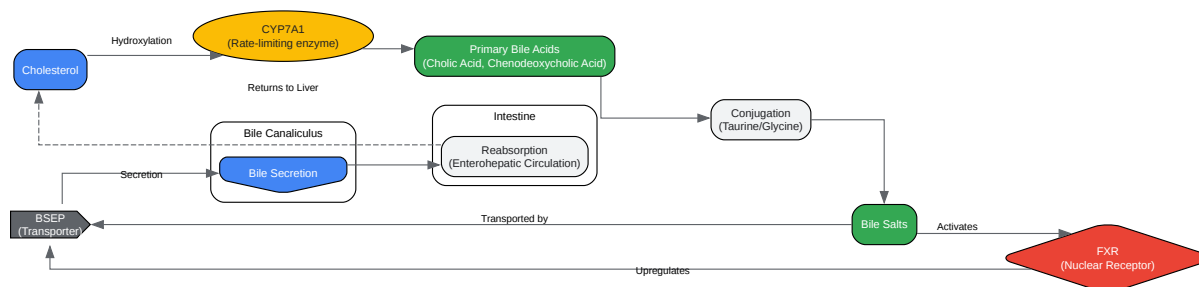 CYP7A1
(Rate-limiting enzyme)
Hydroxylation
Cholesterol
Primary Bile Acids
(Cholic Acid, Chenodeoxycholic Acid)
Returns to Liver
Conjugation
(Taurine/Glycine)
Intestine
Bile Canaliculus
Reabsorption
(Enterohepatic Circulation)
Bile Secretion
Secretion
BSEP
(Transporter)
Transported by
Bile Salts
Activates
FXR
(Nuclear Receptor)
Upregulates